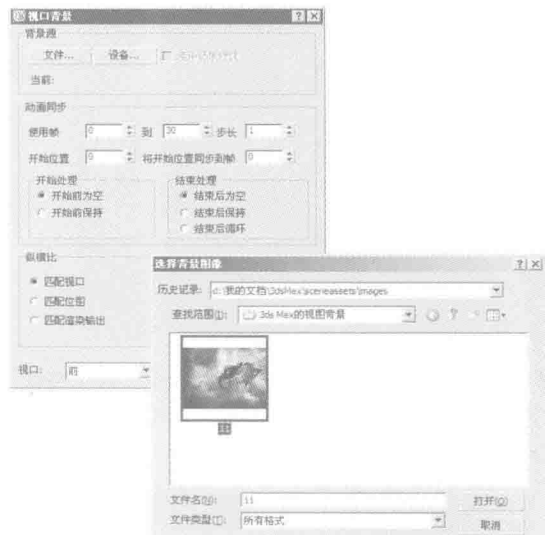 视口背景
背景源
文件... 设备...
当前:
动画同步
使用帧 0 到 30 步长 1
开始位置 0 将开始位置同步到帧 0
开始处理 结束处理
开始前为空 结束后为空
开始前保持 结束后保持
结束后循环
纵横比
匹配视口
匹配位图
匹配渲染输出
视口: 前
选择背景图像
历史记录: d:\我的文档\3dsMax\sceneassets\images
查找范围(I): 3ds Max的视图背景
11
文件名(N): 11 打开(O)
文件类型(T): 所有格式 取消